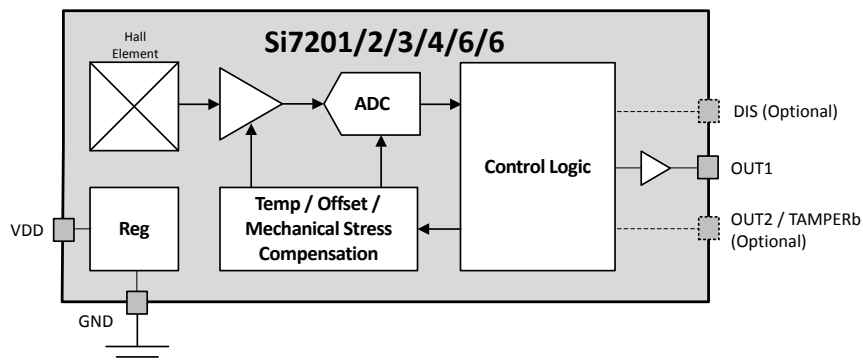 Si7201/2/3/4/6/6
Hall
Element
ADC
Control Logic
DIS (Optional)
OUT1
OUT2 / TAMPERb
(Optional)
Temp / Offset /
Mechanical Stress
Compensation
VDD
Reg
GND